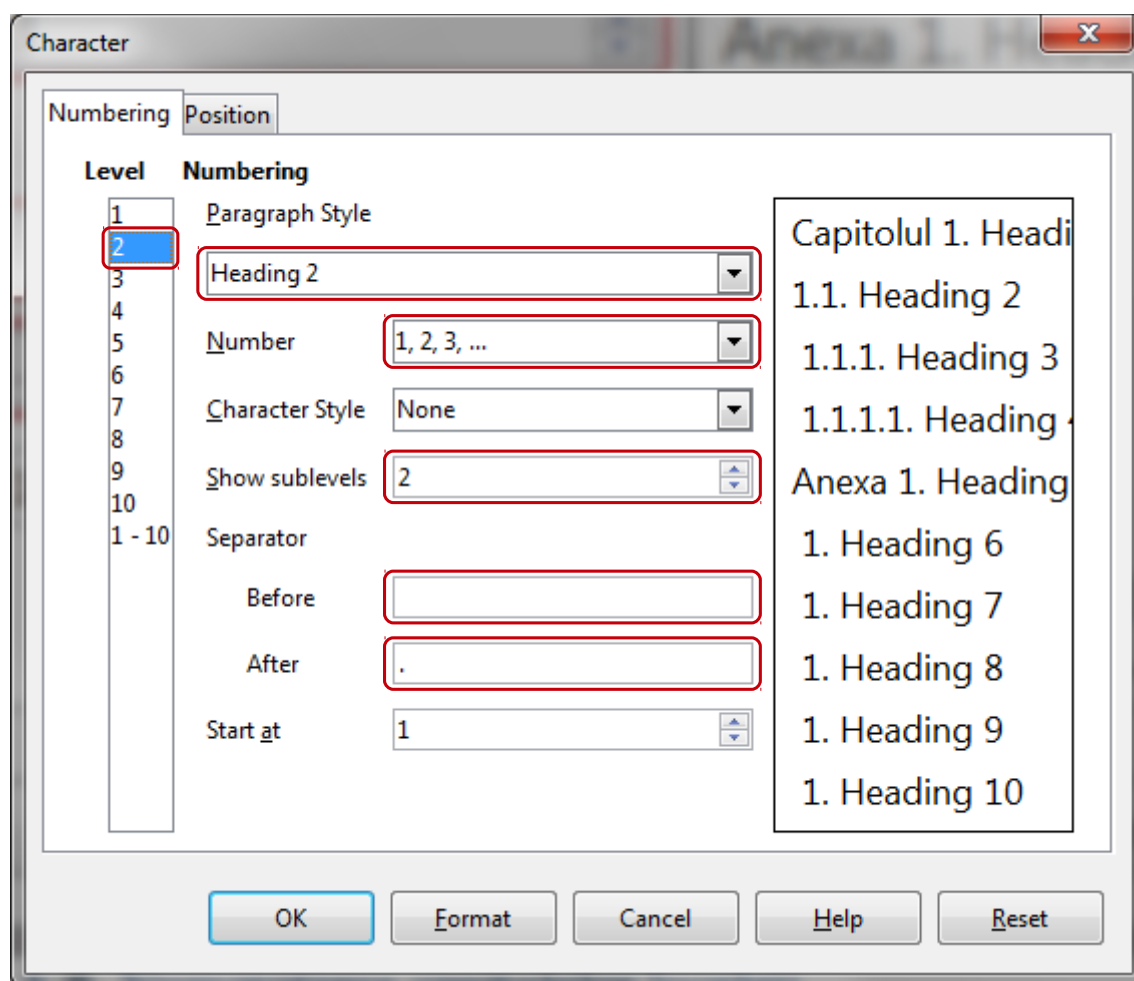 Character
Anexa 1. Head
Numbering Position
Level Numbering
1
2
3
4
5
6
7
8
9
10
1 - 10
Paragraph Style
Heading 2
Number 1, 2, 3, ...
Character Style None
Show sublevels 2
Separator
Before
After .
Start at 1
Capitolul 1. Headi
1.1. Heading 2
1.1.1. Heading 3
1.1.1.1. Heading
Anexa 1. Heading
1. Heading 6
1. Heading 7
1. Heading 8
1. Heading 9
1. Heading 10
OK Format Cancel Help Reset